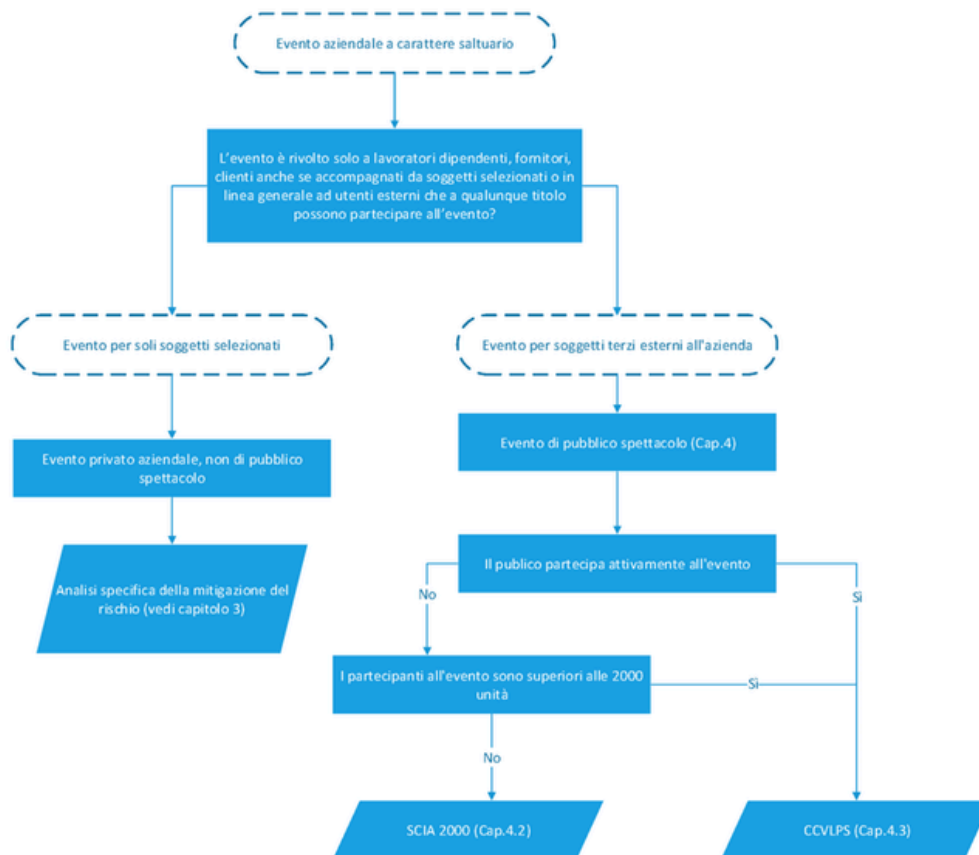 Evento aziendale a carattere saltuario
L'evento è rivolto solo a lavoratori dipendenti, fornitori,
clienti anche se accompagnati da soggetti selezionati o in
linea generale ad utenti esterni che a qualunque titolo
possono partecipare all'evento?
Evento per soli soggetti selezionati
Evento per soggetti terzi esterni all'azienda
Evento privato aziendale, non di pubblico
spettacolo
Evento di pubblico spettacolo (Cap.4)
Analisi specifica della mitigazione del
rischio (vedi capitolo 3)
Il publico partecipa attivamente all'evento
No
Sì
I partecipanti all'evento sono superiori alle 2000
unità
Sì
No
SCIA 2000 (Cap.4.2)
CCVLPS (Cap.4.3)